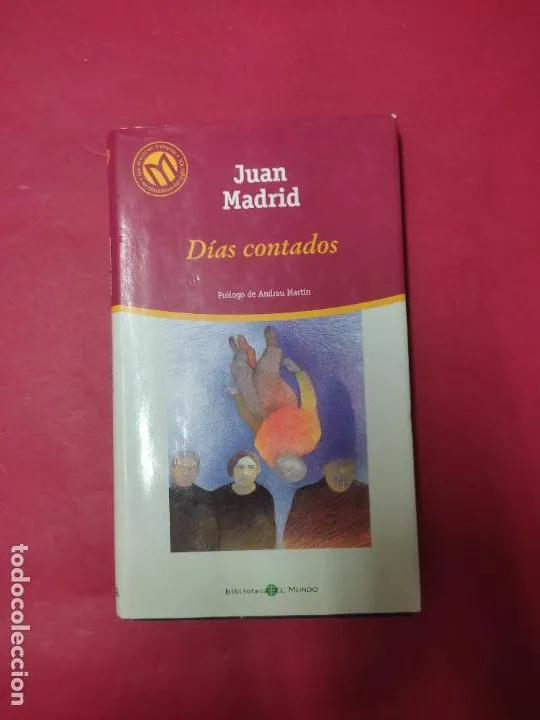 Juan
Madrid
Días contados
Prólogo de Andreu Martín
biblioteca EL MUNDO
todocoleccion